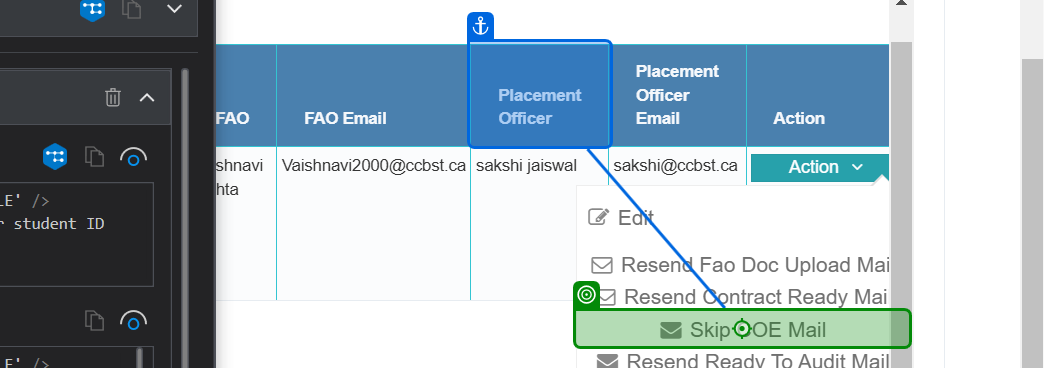 Placement
FAO FAO Email Placement Officer
Officer Email Action
shnavi Vaishnavi2000@ccbst.ca sakshi jaiswal sakshi@ccbst.ca Action
hta
LE' />
r student ID
Edit
Resend Fao Doc Upload Mai
Resend Contract Ready Mai
Skip COE Mail
LE' />
Resend Ready To Audit Mail